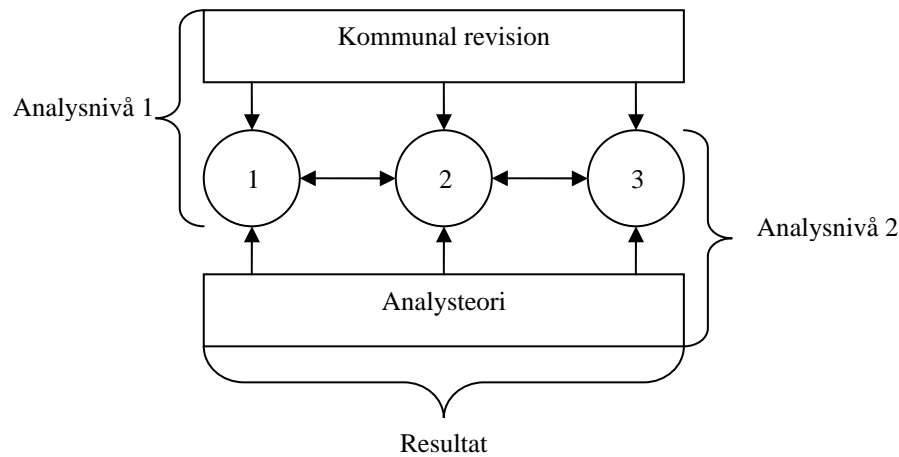 Kommunal revision
Analysnivå 1
1
2
3
Analysnivå 2
Analysteori
Resultat